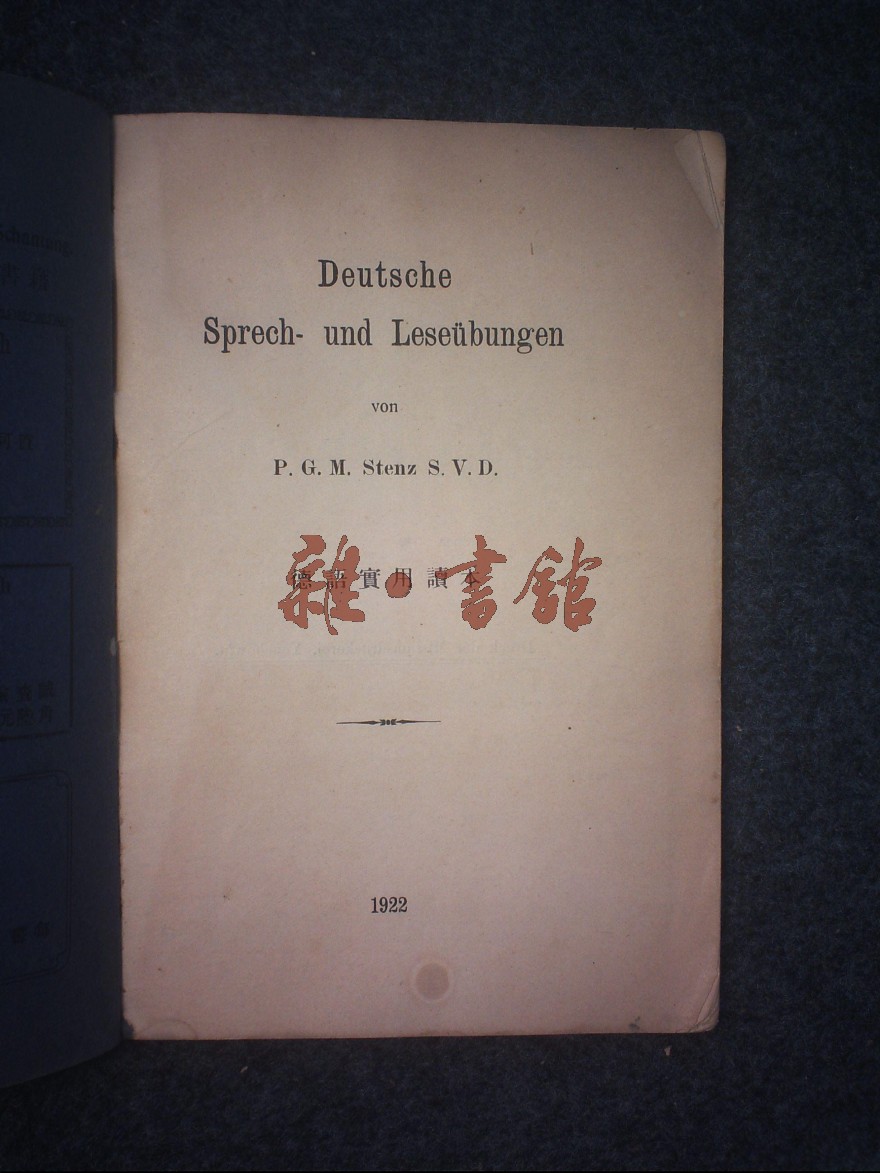 Deutsche
Sprech- und Leseübungen
von
P. G. M. Stenz S. V. D.
德語實用讀本
雜·書館
1922